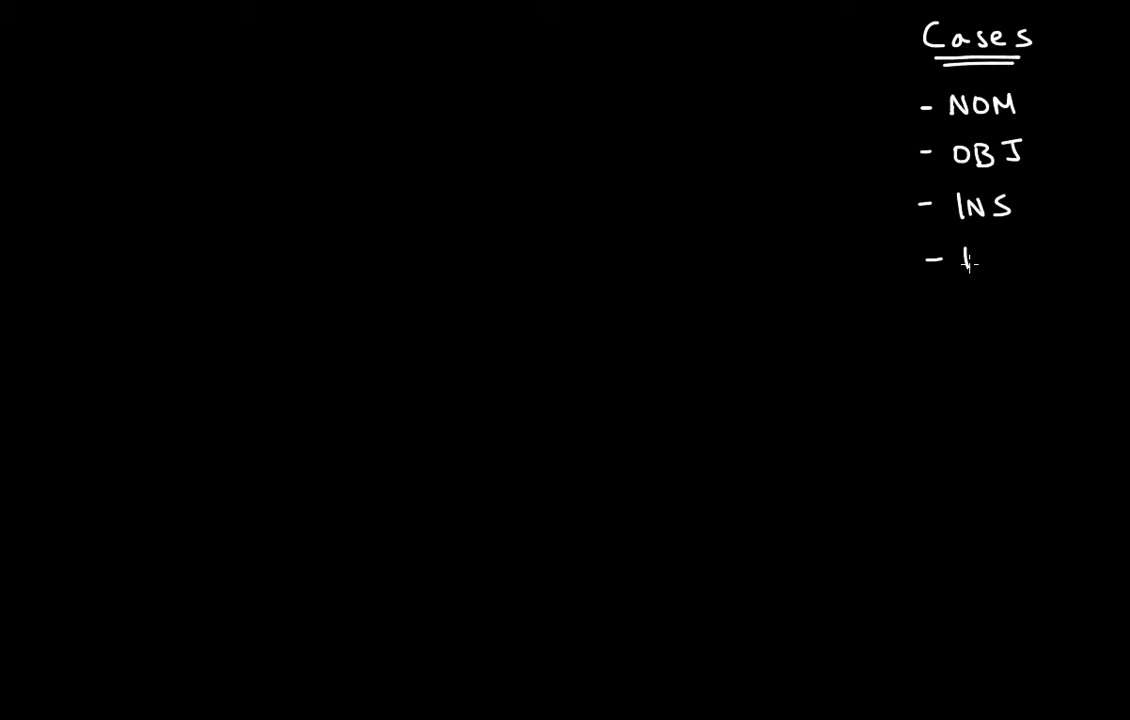 Cases
- NOM
- OBJ
- INS
-